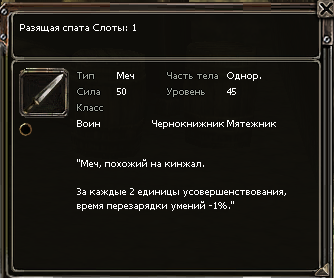 Разящая спата Слоты: 1
Тип Меч Часть тела Однор.
Сила 50 Уровень 45
Класс
Воин Чернокнижник Мятежник
"Меч, похожий на кинжал.
За каждые 2 единицы усовершенствования,
время перезарядки умений -1%."